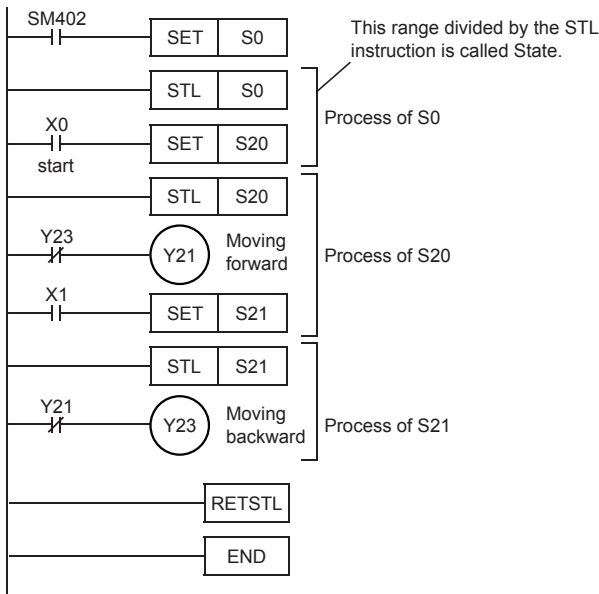 SM402
SET S0
This range divided by the STL
instruction is called State.
STL S0
Process of S0
X0
SET S20
start
STL S20
Y23
Y21
Moving
forward
Process of S20
X1
SET S21
STL S21
Y21
Y23
Moving
backward
Process of S21
RETSTL
END